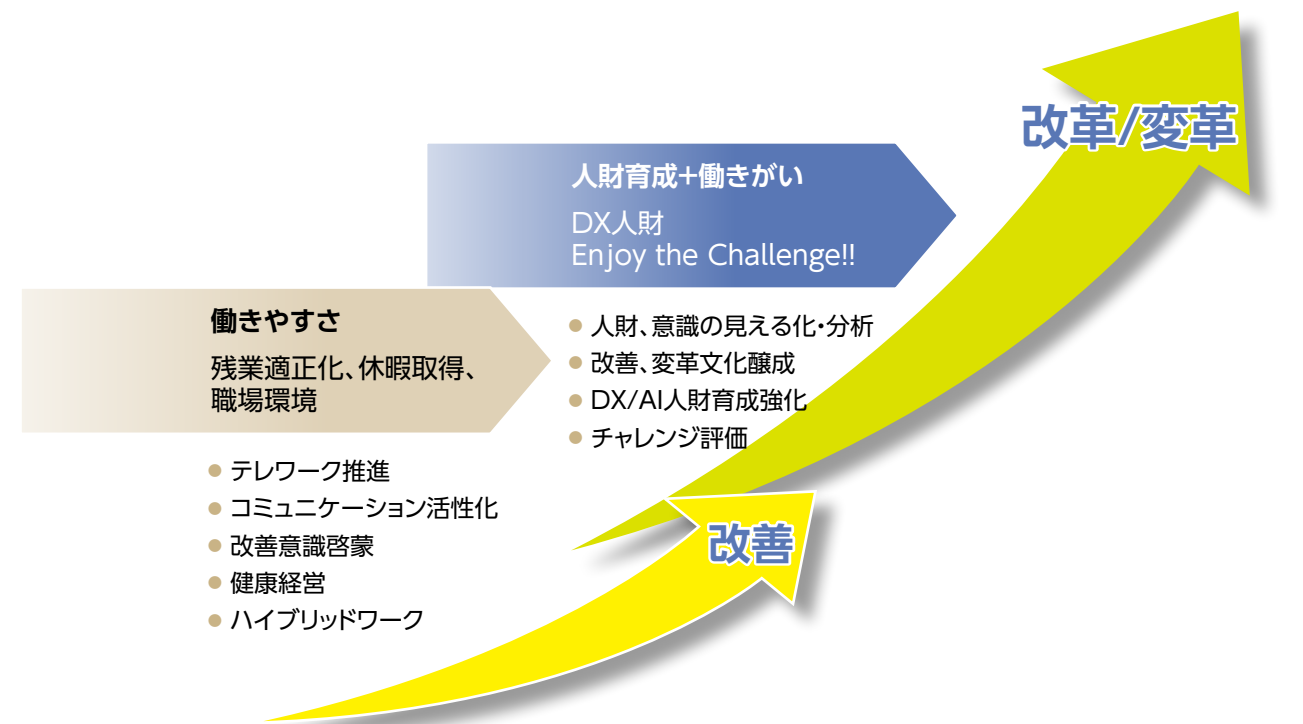 改革/変革
人財育成+働きがい
DX人財
Enjoy the Challenge!!
働きやすさ
残業適正化、休暇取得、
職場環境
● 人財、意識の見える化・分析
● 改善、変革文化醸成
● DX/AI人財育成強化
● チャレンジ評価
● テレワーク推進
● コミュニケーション活性化
● 改善意識啓蒙
● 健康経営
● ハイブリッドワーク
改善